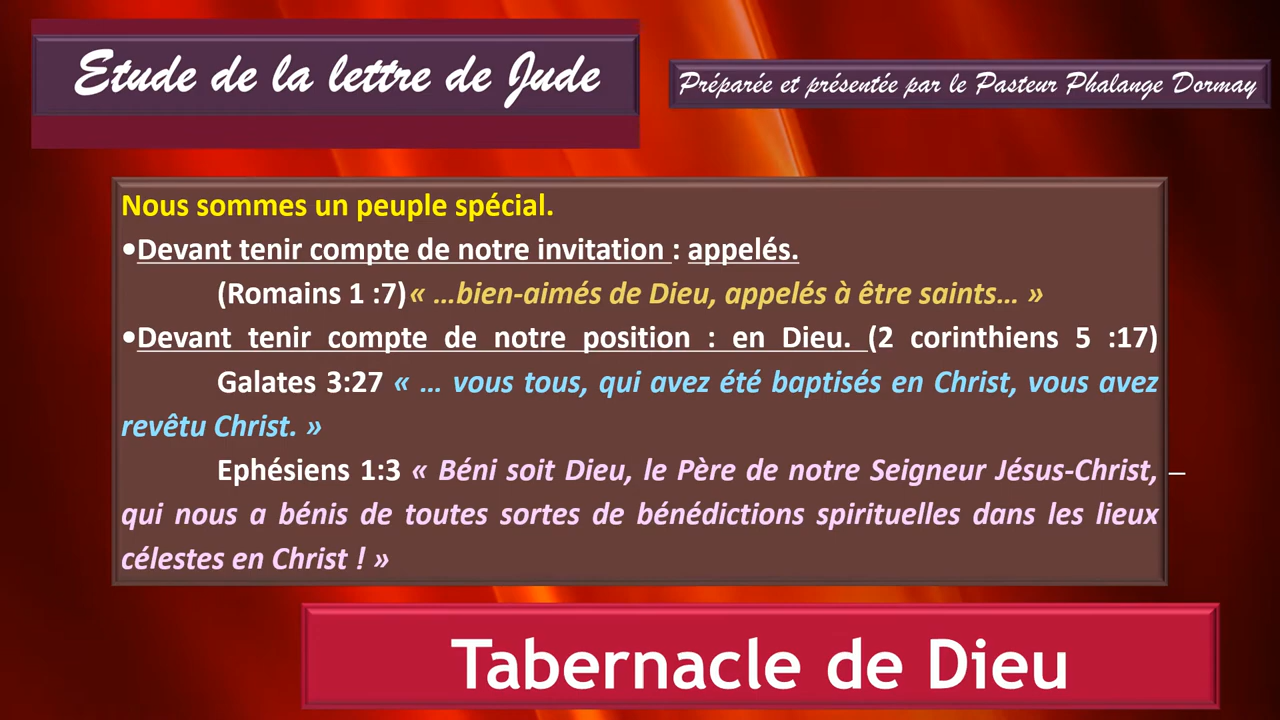 Etude de la lettre de Jude
Préparée et présentée par le Pasteur Phalange Dormay
Nous sommes un peuple spécial.
•Devant tenir compte de notre invitation : appelés.
(Romains 1 :7)« …bien-aimés de Dieu, appelés à être saints… »
•Devant tenir compte de notre position : en Dieu. (2 corinthiens 5 :17)
Galates 3:27 « … vous tous, qui avez été baptisés en Christ, vous avez
revêtu Christ. »
Ephésiens 1:3 « Béni soit Dieu, le Père de notre Seigneur Jésus-Christ,
qui nous a bénis de toutes sortes de bénédictions spirituelles dans les lieux
célestes en Christ ! »
Tabernacle de Dieu